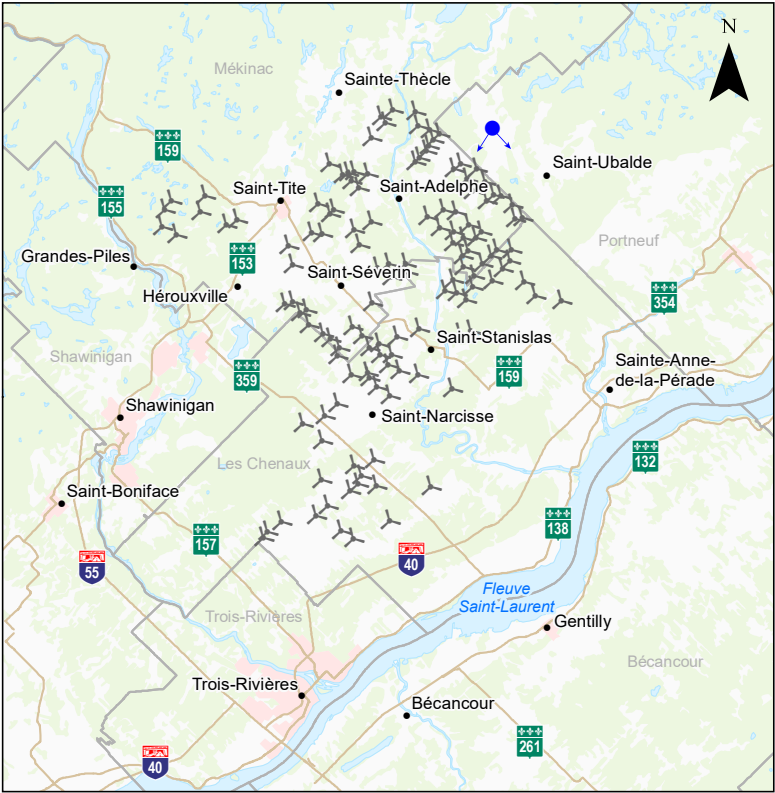 N
Mékinac
Sainte-Thècle
159
Saint-Ubalde
Saint-Tite
Saint-Adelphe
155
Portneuf
Grandes-Piles
153
Saint-Séverin
Hérouxville
354
Saint-Stanislas
Shawinigan
359
159
Sainte-Anne-
de-la-Pérade
Shawinigan
Saint-Narcisse
132
Les Chenaux
Saint-Boniface
138
157
55
40
Fleuve
Saint-Laurent
Trois-Rivières
Gentilly
Bécancour
Trois-Rivières
Bécancour
261
40